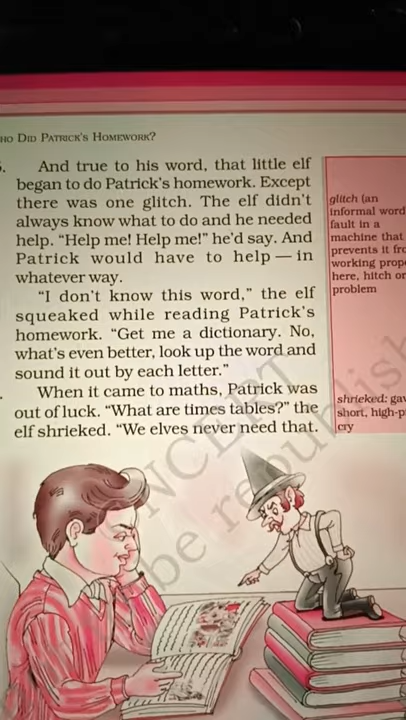 HO DID PATRICK'S HOMEWORK?
. And true to his word, that little elf
began to do Patrick's homework. Except
there was one glitch. The elf didn't
always know what to do and he needed
help. “Help me! Help me!” he'd say. And
Patrick would have to help — in
whatever way.
“I don't know this word,” the elf
squeaked while reading Patrick's
homework. “Get me a dictionary. No,
what's even better, look up the word and
sound it out by each letter.”
When it came to maths, Patrick was
out of luck. “What are times tables?” the
elf shrieked. “We elves never need that.
glitch (an
informal word
fault in a
machine that
prevents it fro
working prope
here, hitch or
problem
shrieked: gav
short, high-p
cry
NCERT
be republish